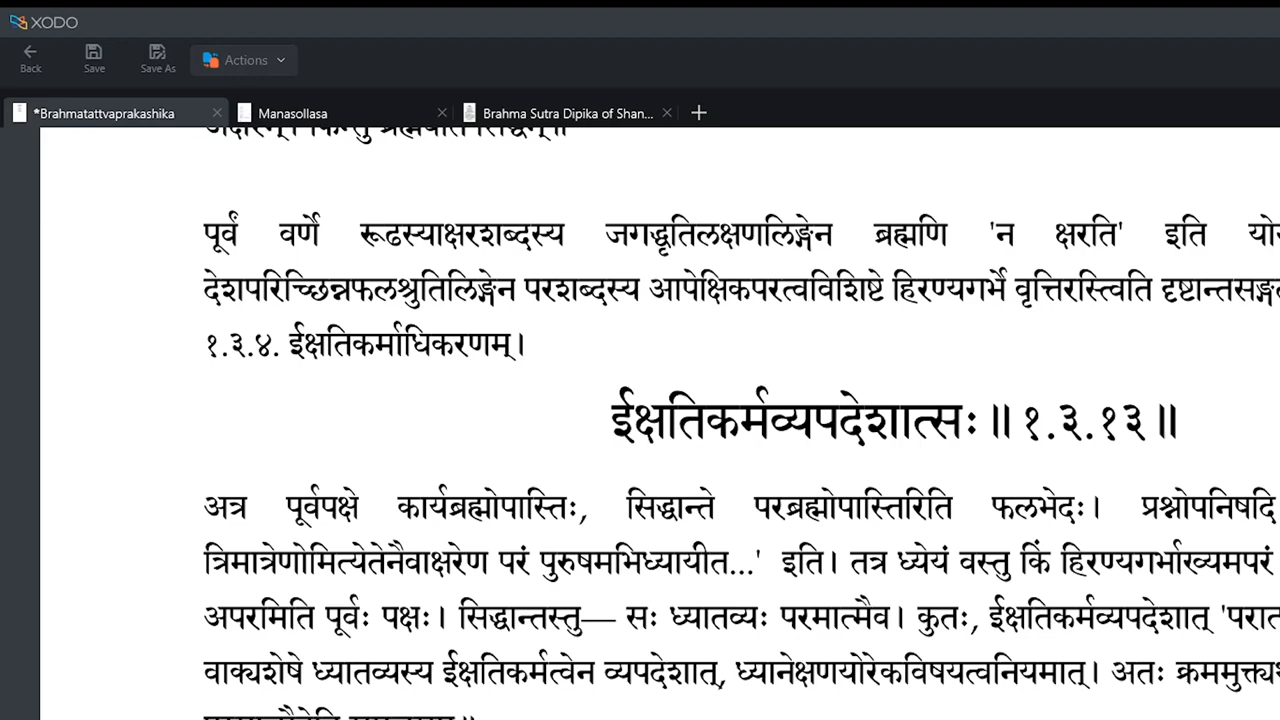 XODO
Back Save Save As Actions
*Brahmatattvaprakashika Manasollasa Brahma Sutra Dipika of Shan...
पूर्वं वर्णे रूढस्याक्षरशब्दस्य जगद्धृतिलक्षणलिङ्गेन ब्रह्मणि 'न क्षरति' इति
देशपरिच्छिन्नफलश्रुतिलिङ्गेन परशब्दस्य आपेक्षिकपरत्वविशिष्टे हिरण्यगर्भे वृत्तिरस्त्विति
१.३.४. ईक्षतिकर्माधिकरणम्।
ईक्षतिकर्मव्यपदेशात्सः॥ १.३.१३॥
अत्र पूर्वपक्षे कार्यब्रह्मोपास्तिः, सिद्धान्ते परब्रह्मोपास्तिरिति फलभेदः। प्रश्नोपनिषदि
त्रिमात्रेणोमित्येतेनैवाक्षरेण परं पुरुषमभिध्यायीत...' इति। तत्र ध्येयं वस्तु किं हिरण्यगर्भाख्यमपरं
अपरमिति पूर्वः पक्षः। सिद्धान्तस्तु— सः ध्यातव्यः परमात्मैव। कुतः, ईक्षतिकर्मव्यपदेशात्
वाक्यशेषे ध्यातव्यस्य ईक्षतिकर्मत्वेन व्यपदेशात्, ध्यानेक्षणयोरेकविषयत्वनियमात्। अतः